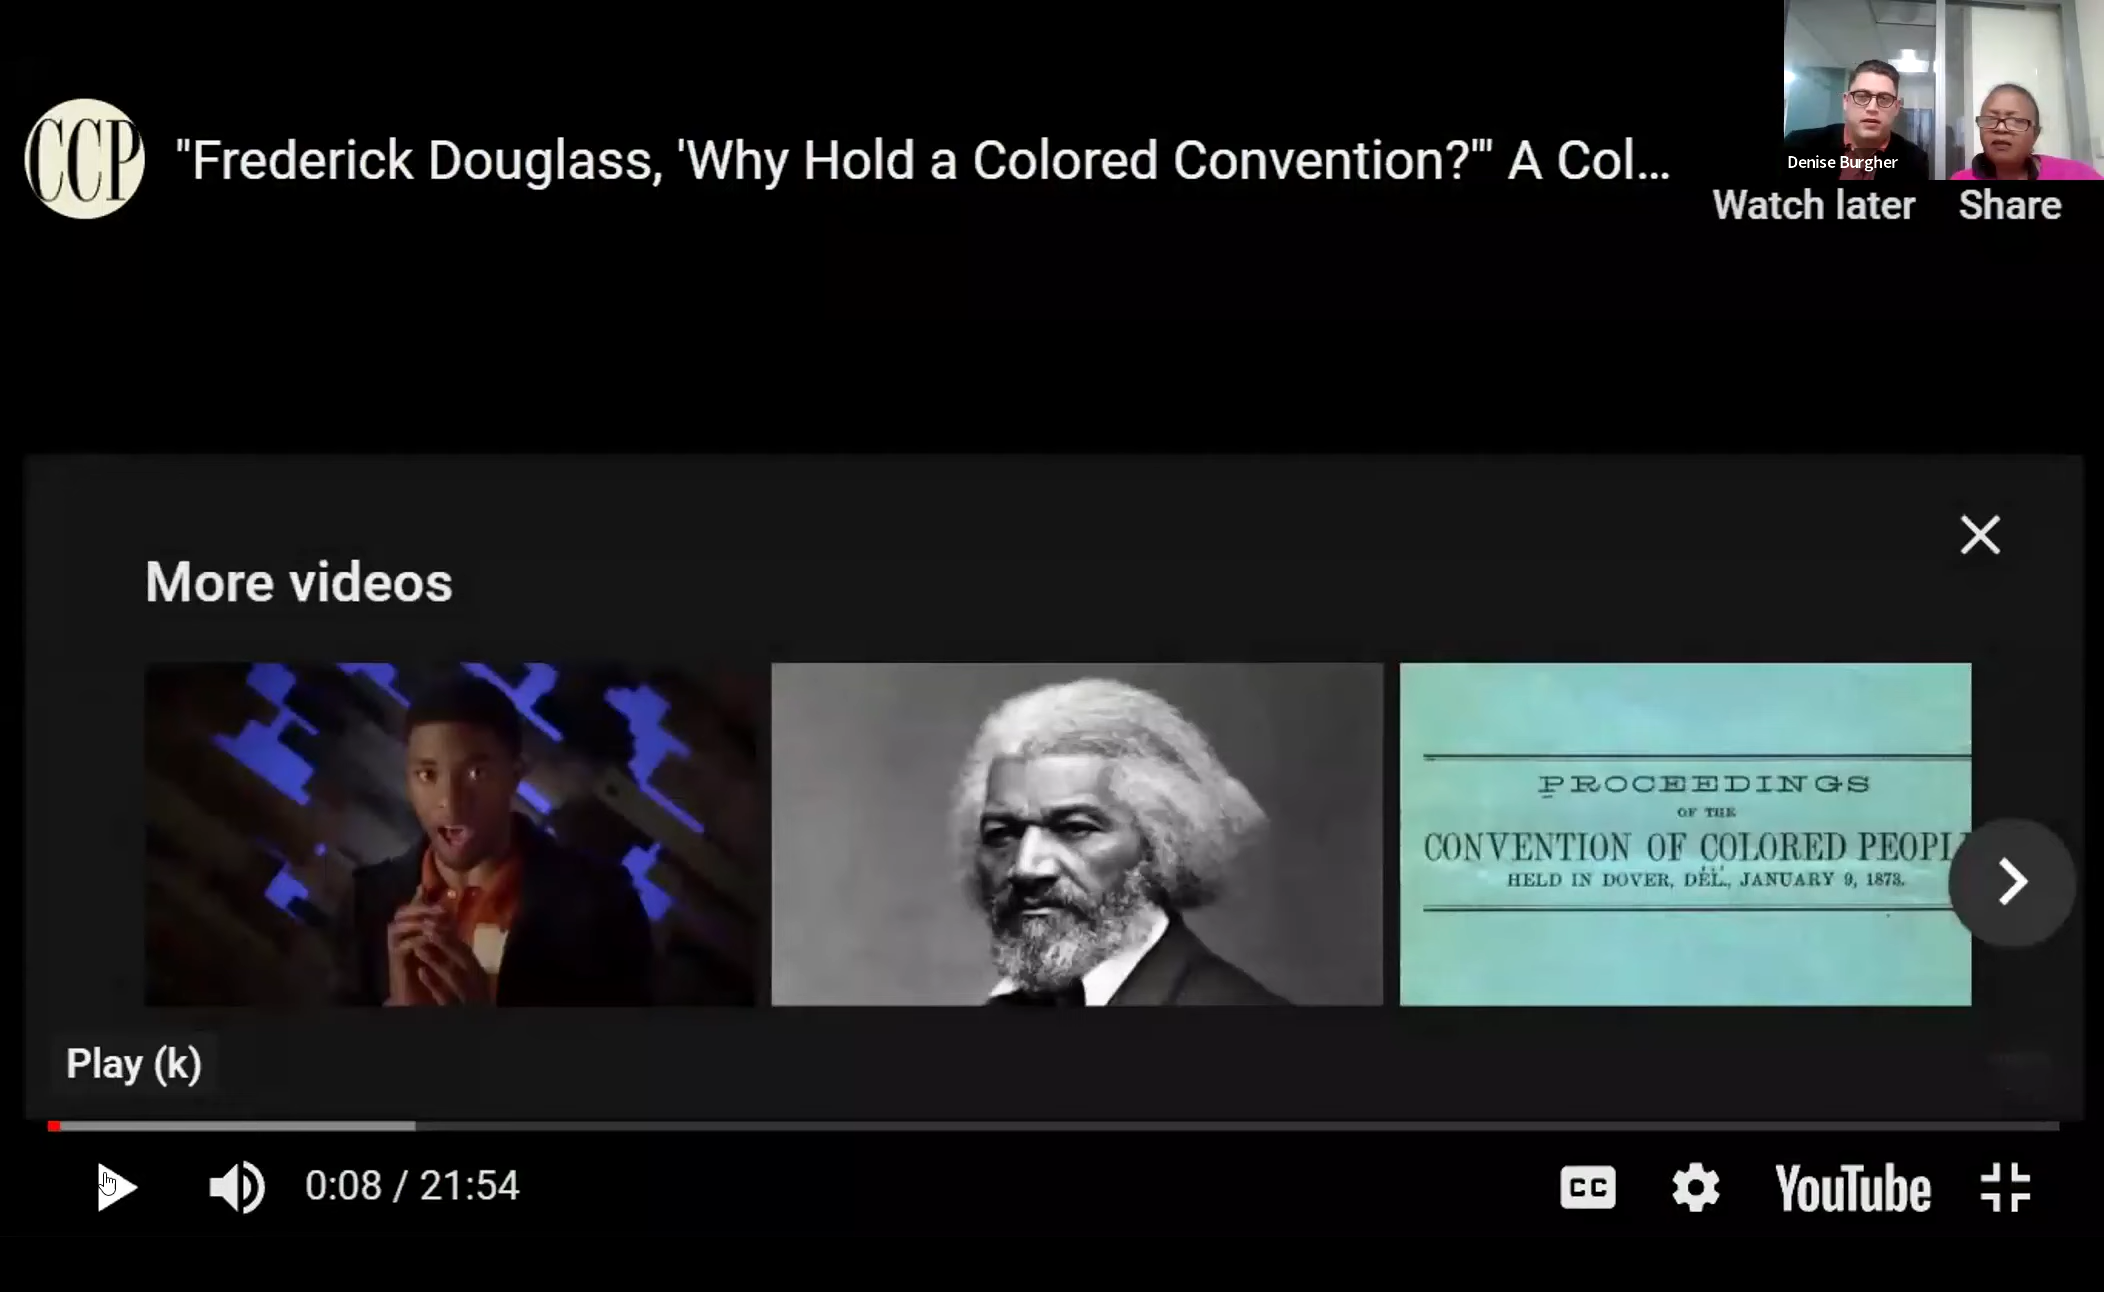 CCP
"Frederick Douglass, 'Why Hold a Colored Convention?'" A Col...
Denise Burgher
Watch later
Share
More videos
PROCEEDINGS
OF THE
CONVENTION OF COLORED PEOPL
HELD IN DOVER, DEL., JANUARY 9, 1873.
Play (k)
0:08 / 21:54
CC
YouTube